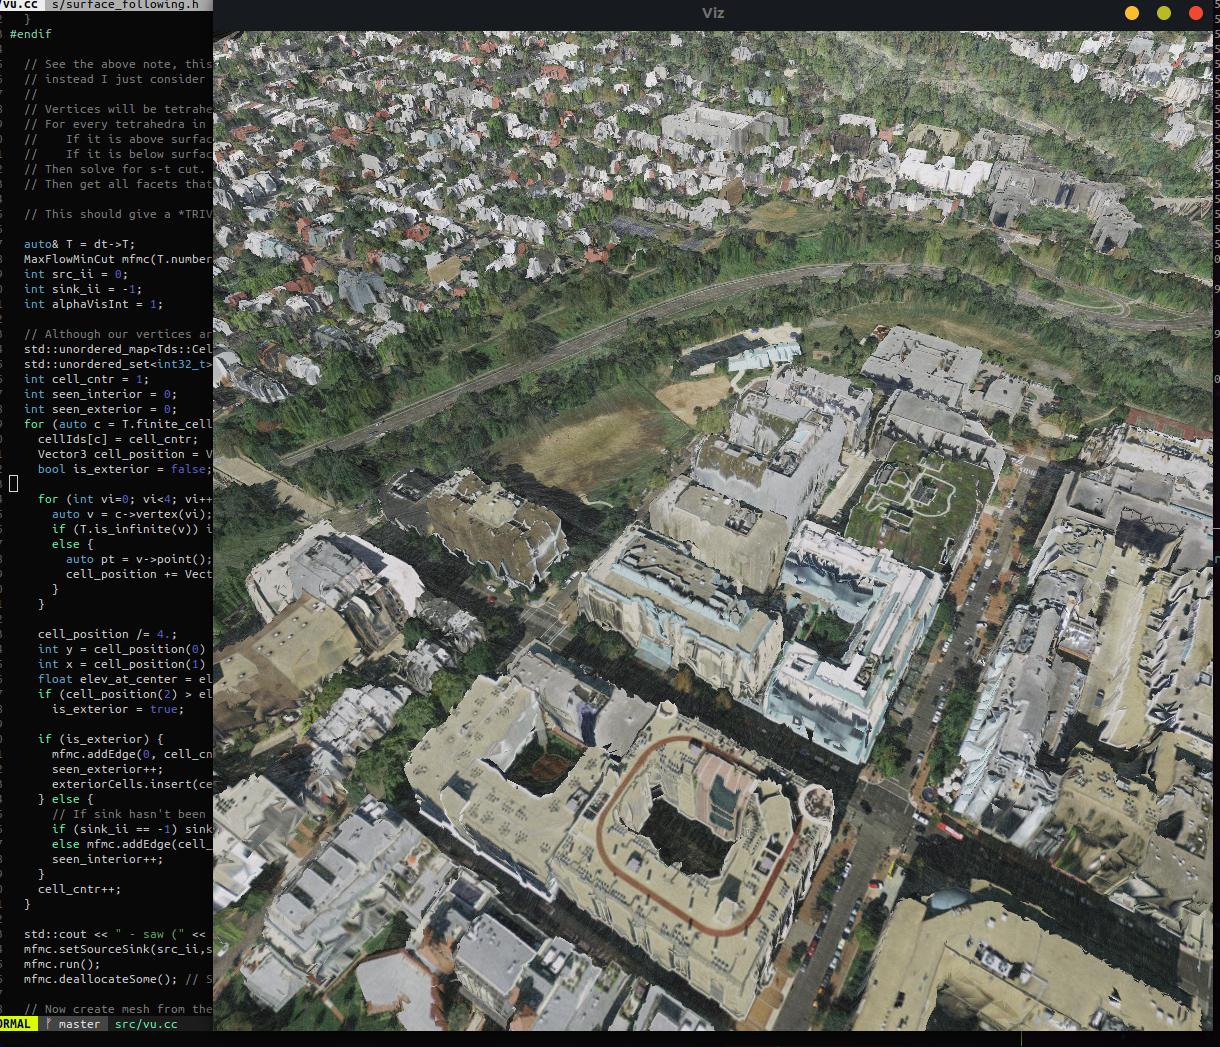 vu.cc s/surface_following.h
Viz
}
#endif
// See the above note, this
// instead I just consider
//
// Vertices will be tetrahe
// For every tetrahedra in
// If it is above surfac
// If it is below surfac
// Then solve for s-t cut.
// Then get all facets that
// This should give a *TRIV
auto& T = dt->T;
MaxFlowMinCut mfmc(T.number
int src_ii = 0;
int sink_ii = -1;
int alphaVisInt = 1;
// Although our vertices ar
std::unordered_map<Tds::Cel
std::unordered_set<int32_t>
int cell_cntr = 1;
int seen_interior = 0;
int seen_exterior = 0;
for (auto c = T.finite_cell
cellIds[c] = cell_cntr;
Vector3 cell_position = V
bool is_exterior = false;
for (int vi=0; vi<4; vi++
auto v = c->vertex(vi);
if (T.is_infinite(v)) i
else {
auto pt = v->point();
cell_position += Vect
}
}
cell_position /= 4.;
int y = cell_position(0)
int x = cell_position(1)
float elev_at_center = el
if (cell_position(2) > el
is_exterior = true;
if (is_exterior) {
mfmc.addEdge(0, cell_cn
seen_exterior++;
exteriorCells.insert(ce
} else {
// If sink hasn't been
if (sink_ii == -1) sink
else mfmc.addEdge(cell_
seen_interior++;
}
cell_cntr++;
}
std::cout << " - saw (" <<
mfmc.setSourceSink(src_ii,s
mfmc.run();
mfmc.deallocateSome(); // S
// Now create mesh from the
ORMAL master src/vu.cc